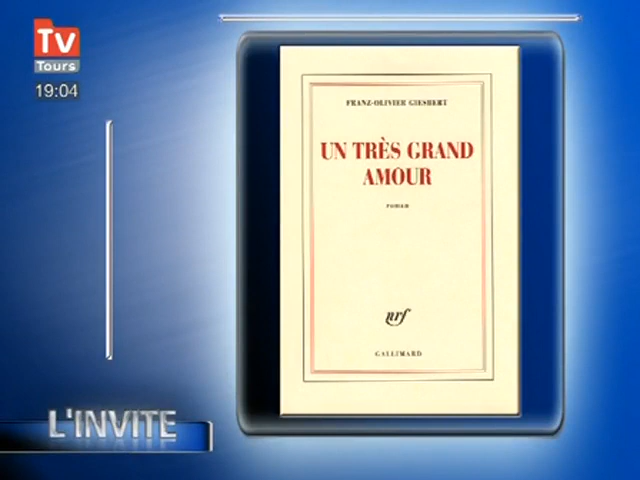 Tv
Tours
19:04
FRANZ-OLIVIER GIESBERT
UN TRÈS GRAND
AMOUR
roman
nrf
GALLIMARD
L'INVITE